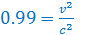 0.99 = v²/c²